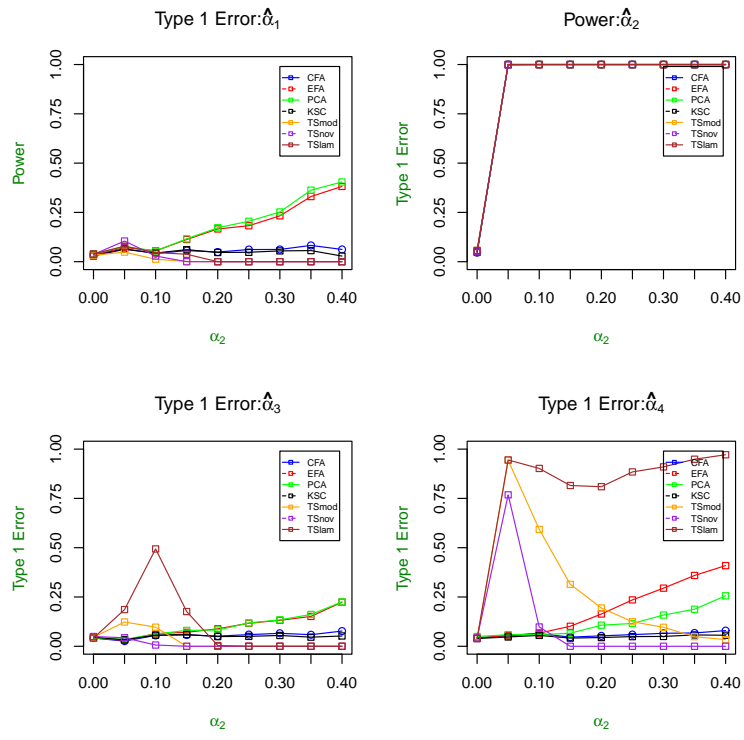 Type 1 Error:α̂₁
Power
1.00
0.75
0.50
0.25
0.00
CFA
EFA
PCA
KSC
TSmod
TSnov
TSlam
0.00 0.10 0.20 0.30 0.40
α₂
Power:α̂₂
Type 1 Error
1.00
0.75
0.50
0.25
0.00
CFA
EFA
PCA
KSC
TSmod
TSnov
TSlam
0.00 0.10 0.20 0.30 0.40
α₂
Type 1 Error:α̂₃
Type 1 Error
1.00
0.75
0.50
0.25
0.00
CFA
EFA
PCA
KSC
TSmod
TSnov
TSlam
0.00 0.10 0.20 0.30 0.40
α₂
Type 1 Error:α̂₄
Type 1 Error
1.00
0.75
0.50
0.25
0.00
CFA
EFA
PCA
KSC
TSmod
TSnov
TSlam
0.00 0.10 0.20 0.30 0.40
α₂